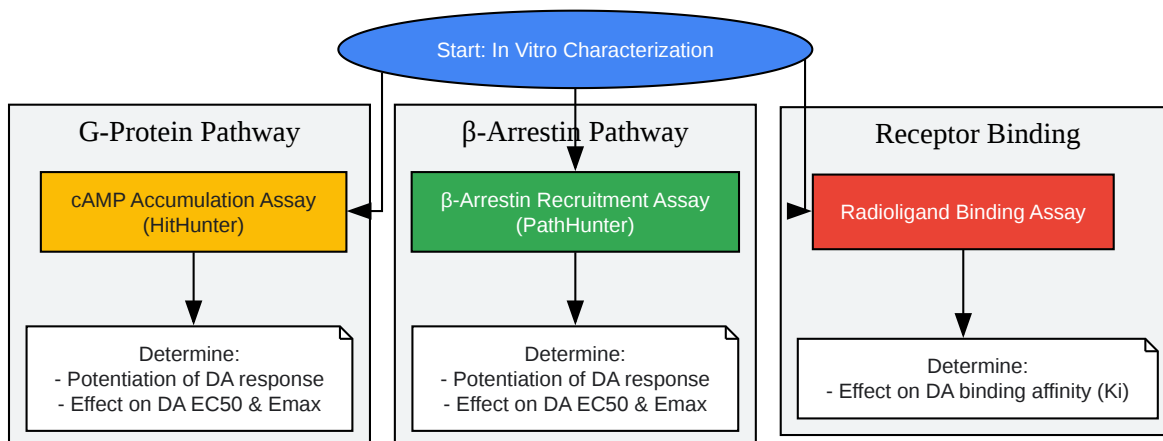 Start: In Vitro Characterization
G-Protein Pathway
cAMP Accumulation Assay
(HitHunter)
Determine:
- Potentiation of DA response
- Effect on DA EC50 & Emax
β-Arrestin Pathway
β-Arrestin Recruitment Assay
(PathHunter)
Determine:
- Potentiation of DA response
- Effect on DA EC50 & Emax
Receptor Binding
Radioligand Binding Assay
Determine:
- Effect on DA binding affinity (Ki)